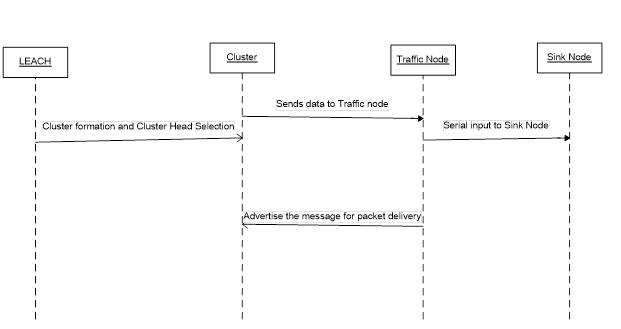 LEACH
Cluster
Traffic Node
Sink Node
Sends data to Traffic node
Cluster formation and Cluster Head Selection
Serial input to Sink Node
Advertise the message for packet delivery